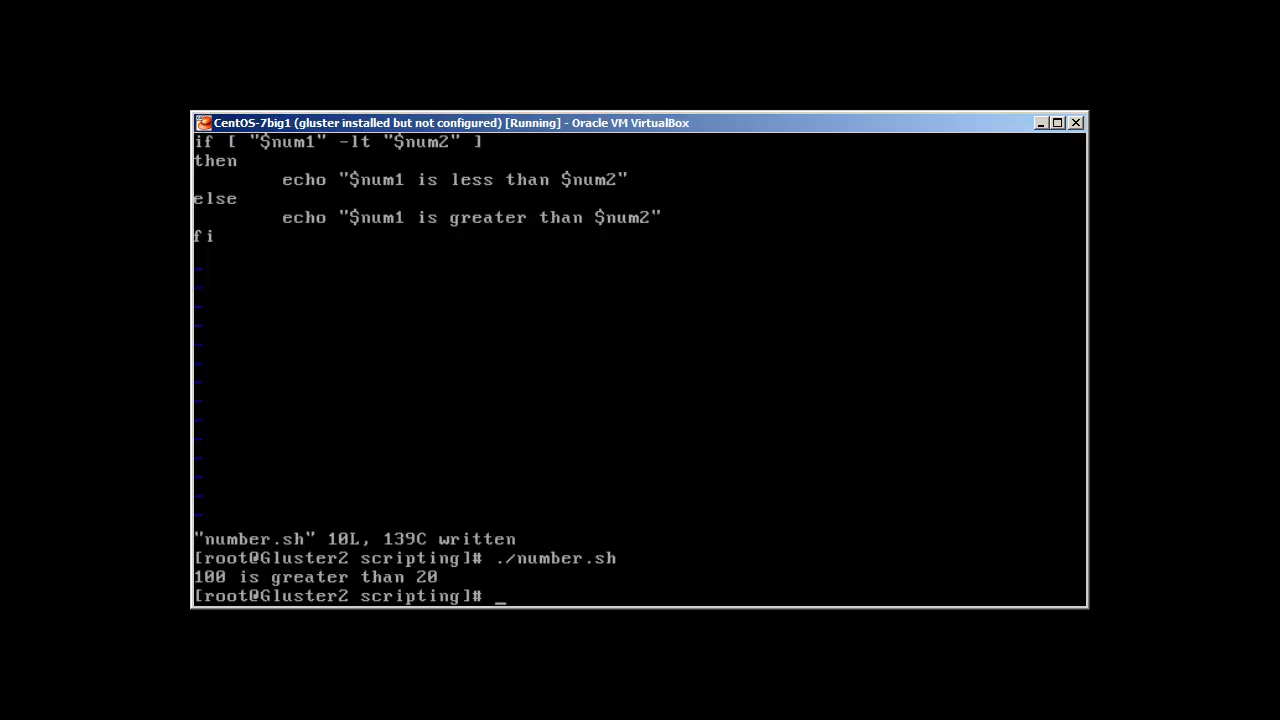 CentOS-7big1 (gluster installed but not configured) [Running] - Oracle VM VirtualBox
if [ "$num1" -lt "$num2" ]
then
echo "$num1 is less than $num2"
else
echo "$num1 is greater than $num2"
fi
~
~
~
~
~
~
~
~
~
~
~
~
~
~
"number.sh" 10L, 139C written
[root@Gluster2 scripting]# ./number.sh
100 is greater than 20
[root@Gluster2 scripting]# _